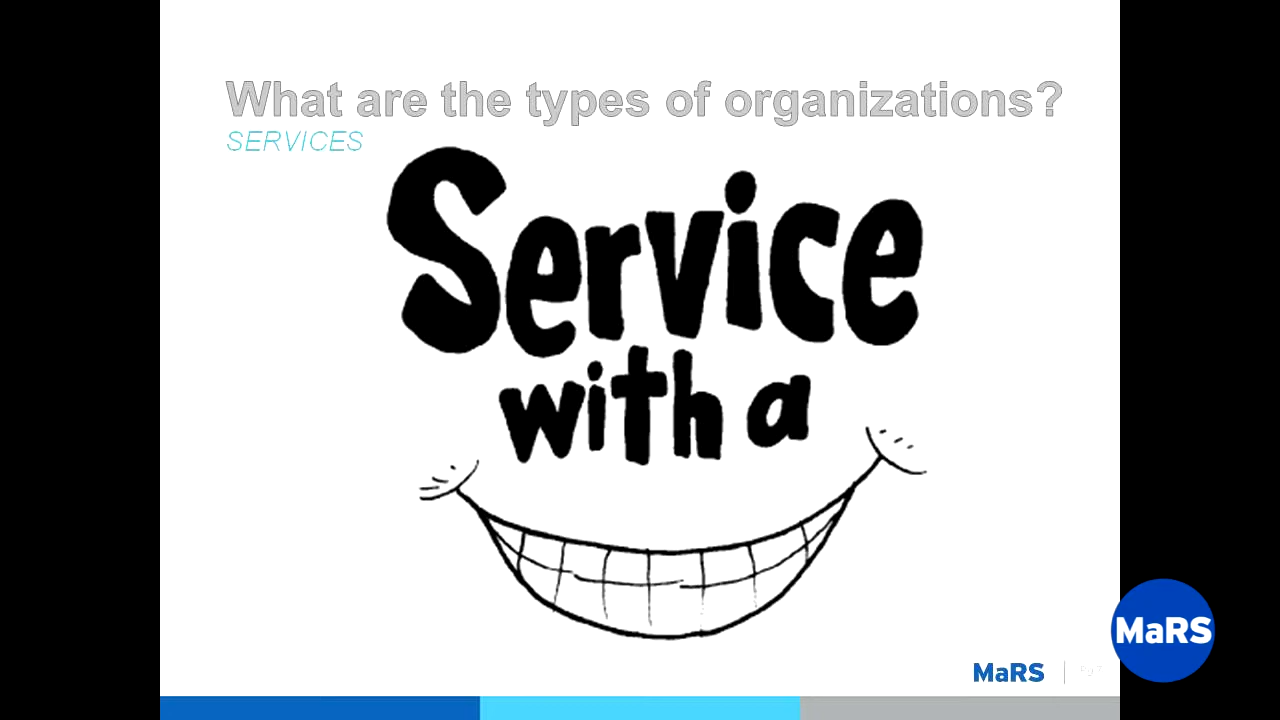 What are the types of organizations?
SERVICES
Service
with a
MaRS
MaRS